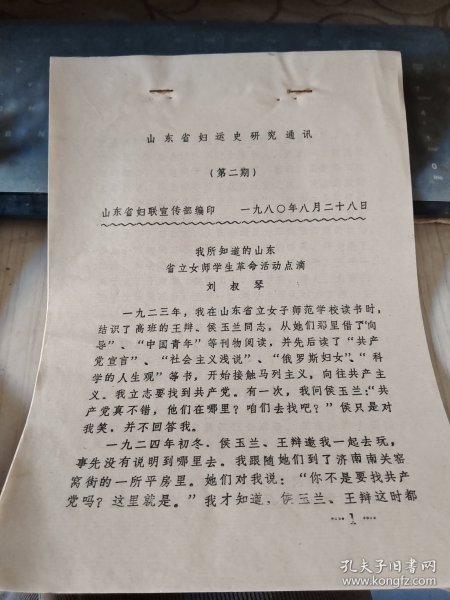 山东省妇运史研究通讯
(第二期)
山东省妇联宣传部编印 一九八〇年八月二十八日
我所知道的山东
省立女师学生革命活动点滴
刘叔琴
一九二三年，我在山东省立女子师范学校读书时，
结识了高班的王辩、侯玉兰同志，从她们那里借了“向
导”、“中国青年”等刊物阅读，并先后读了“共产
党宣言”、“社会主义浅说”、“俄罗斯妇女”、“科
学的人生观”等书，开始接触马列主义，向往共产主
义。我立志要找到共产党。有一次，我问侯玉兰：“共
产党真不错，他们在哪里？咱们去找吧？”侯只是对
我笑，并不回答我。
一九二四年初冬，侯玉兰、王辩邀我一起去玩，
事先没有说明到哪里去。我跟随她们到了济南南关窑
窝街的一所平房里。她们对我说：“你不是要找共产
党吗？这里就是。”我才知道，侯玉兰、王辩这时都
1
孔夫子旧书网
www.kongfz.com